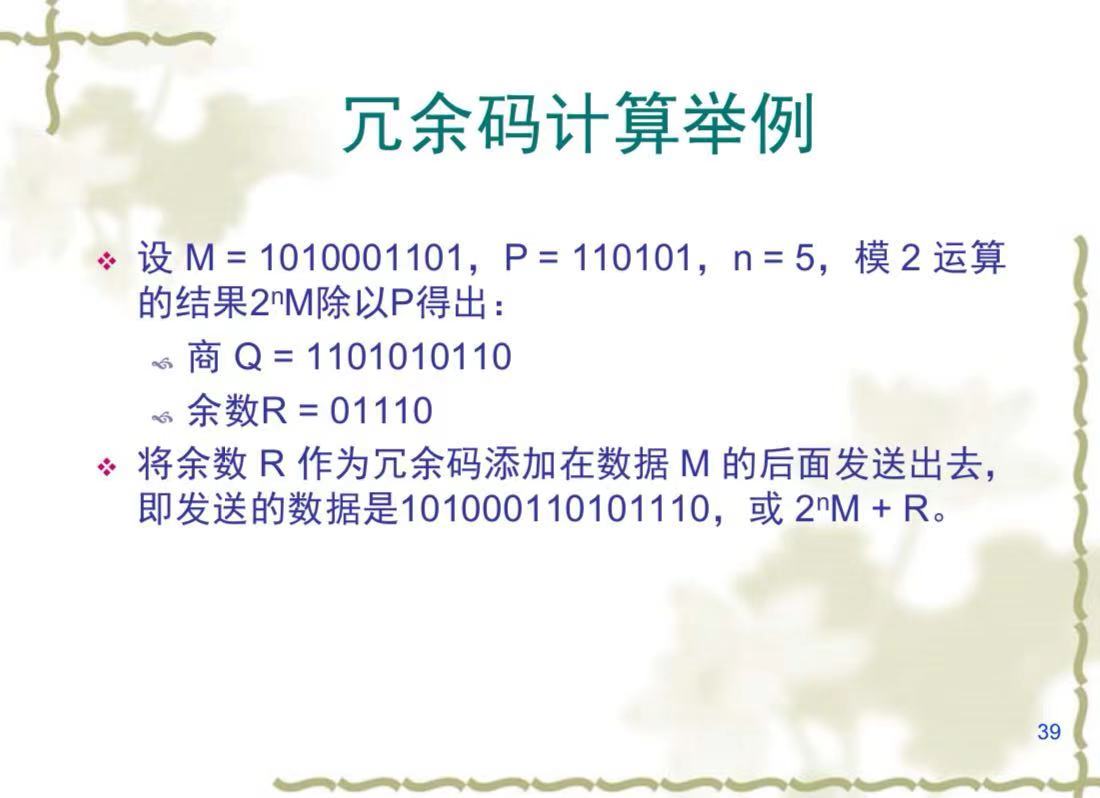 冗余码计算举例
设 M = 1010001101，P = 110101，n = 5，模 2 运算
的结果2ⁿM除以P得出：
商 Q = 1101010110
余数R = 01110
将余数 R 作为冗余码添加在数据 M 的后面发送出去，
即发送的数据是101000110101110，或 2ⁿM + R。
39